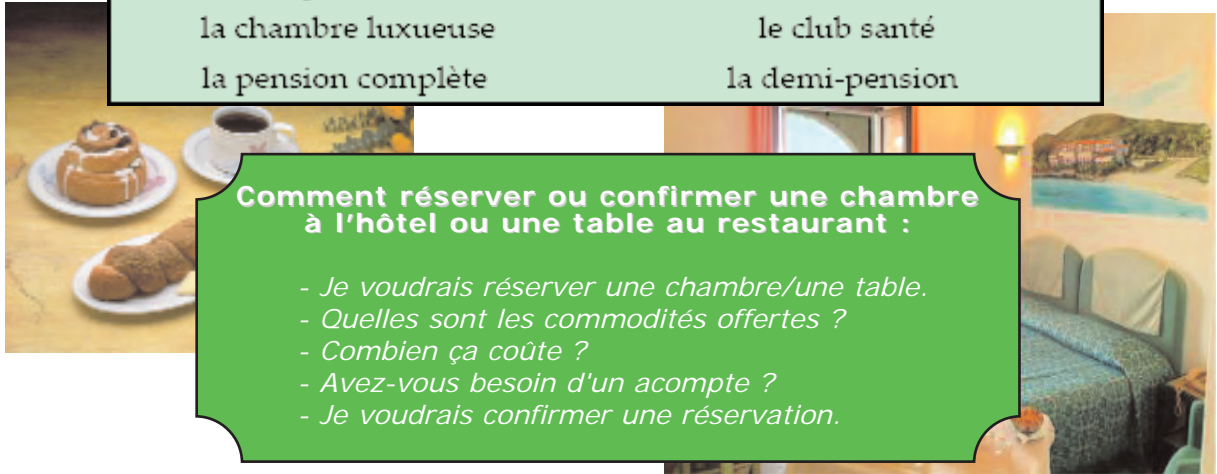 la chambre luxueuse le club santé
la pension complète la demi-pension
Comment réserver ou confirmer une chambre
à l'hôtel ou une table au restaurant :
- Je voudrais réserver une chambre/une table.
- Quelles sont les commodités offertes ?
- Combien ça coûte ?
- Avez-vous besoin d'un acompte ?
- Je voudrais confirmer une réservation.